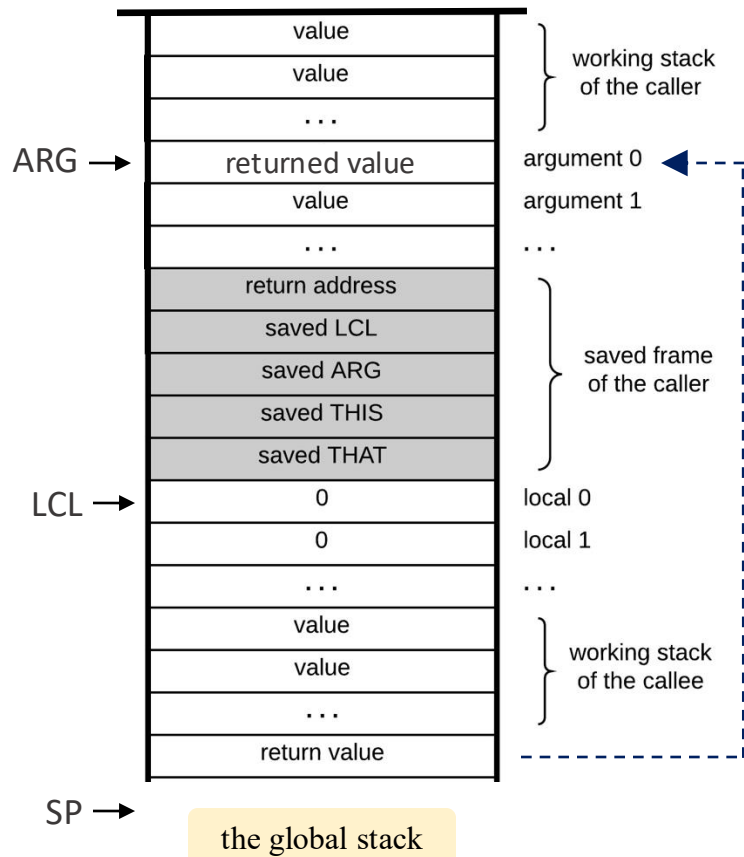 value
value
...
working stack
of the caller
ARG
returned value
argument 0
value
argument 1
...
...
return address
saved LCL
saved ARG
saved THIS
saved THAT
saved frame
of the caller
LCL
0
local 0
0
local 1
...
...
value
value
...
working stack
of the callee
return value
SP
the global stack